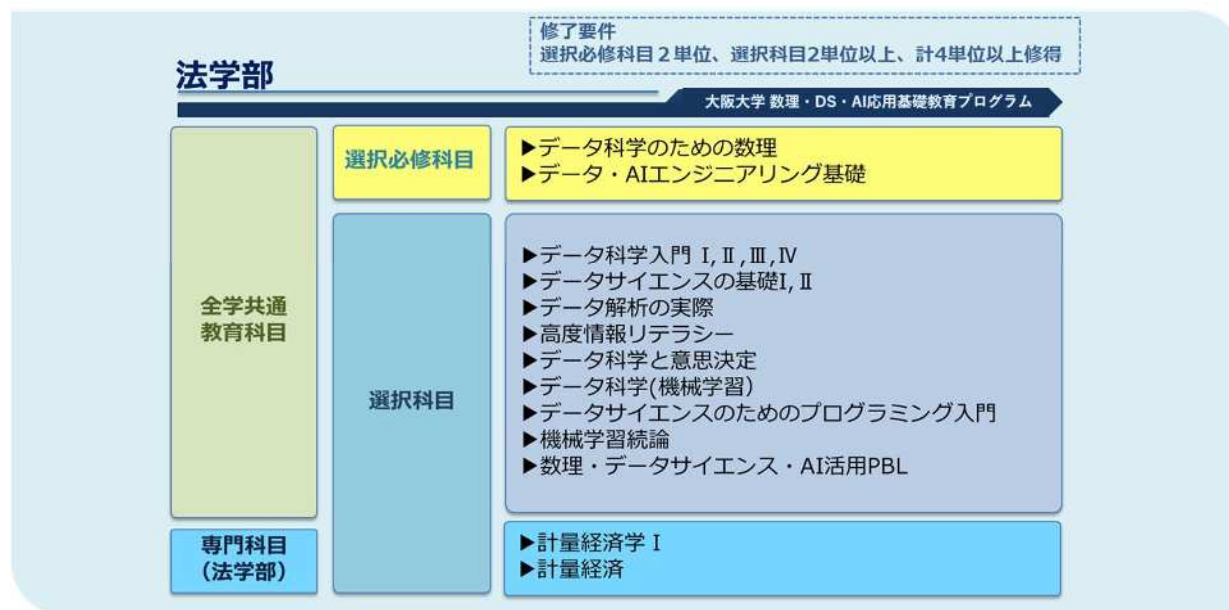 修了要件
選択必修科目２単位、選択科目2単位以上、計4単位以上修得
法学部
大阪大学 数理・DS・AI応用基礎教育プログラム
全学共通
教育科目
選択必修科目
▶データ科学のための数理
▶データ・AIエンジニアリング基礎
選択科目
▶データ科学入門 Ⅰ,Ⅱ,Ⅲ,Ⅳ
▶データサイエンスの基礎Ⅰ,Ⅱ
▶データ解析の実際
▶高度情報リテラシー
▶データ科学と意思決定
▶データ科学(機械学習）
▶データサイエンスのためのプログラミング入門
▶機械学習続論
▶数理・データサイエンス・AI活用PBL
専門科目
（法学部）
▶計量経済学Ⅰ
▶計量経済